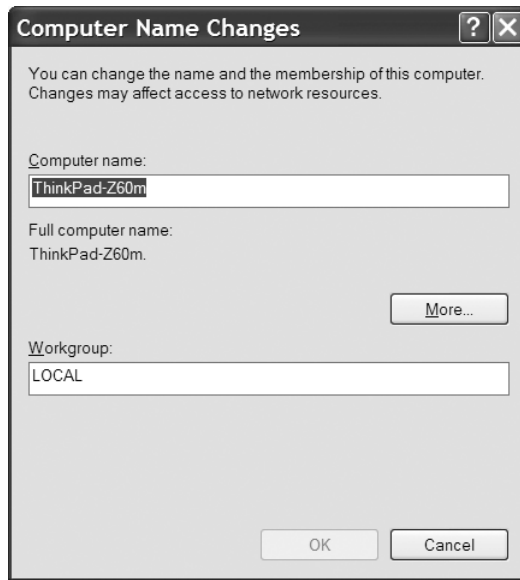 Computer Name Changes
You can change the name and the membership of this computer.
Changes may affect access to network resources.
Computer name:
ThinkPad-Z60m
Full computer name:
ThinkPad-Z60m.
More...
Workgroup:
LOCAL
OK
Cancel